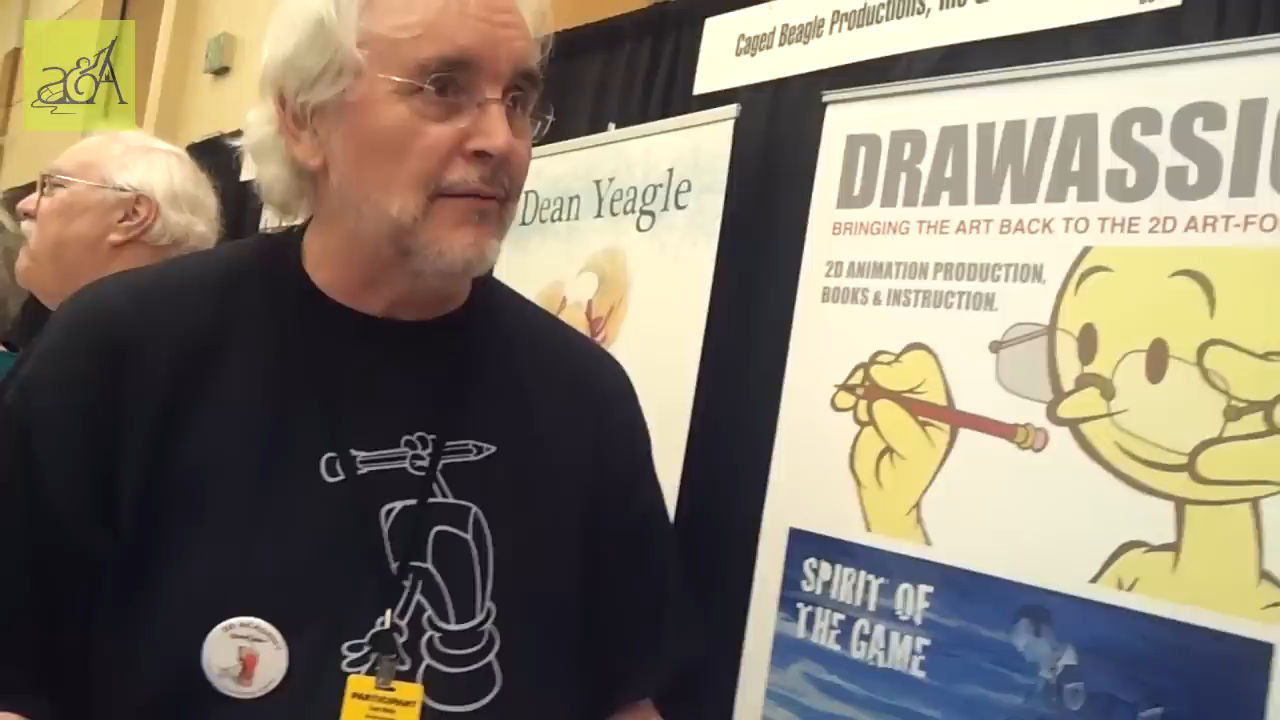 a&A
Caged Beagle Productions, Inc &
Dean Yeagle
DRAWASSI
BRINGING THE ART BACK TO THE 2D ART-FO
2D ANIMATION PRODUCTION,
BOOKS & INSTRUCTION.
SPIRIT OF
THE GAME
PARTICIPANT